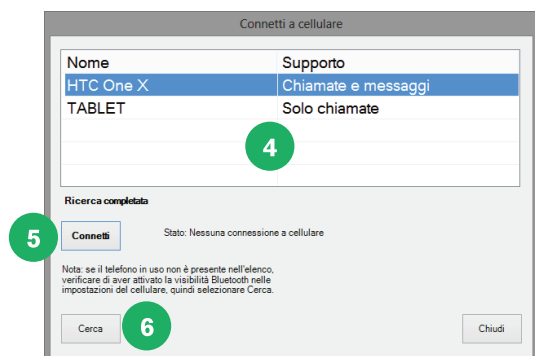 Connetti a cellulare
Nome Supporto
HTC One X Chiamate e messaggi
TABLET Solo chiamate
4
Ricerca completata
5 Connetti Stato: Nessuna connessione a cellulare
Nota: se il telefono in uso non è presente nell'elenco,
verificare di aver attivato la visibilità Bluetooth nelle
impostazioni del cellulare, quindi selezionare Cerca.
Cerca 6 Chiudi